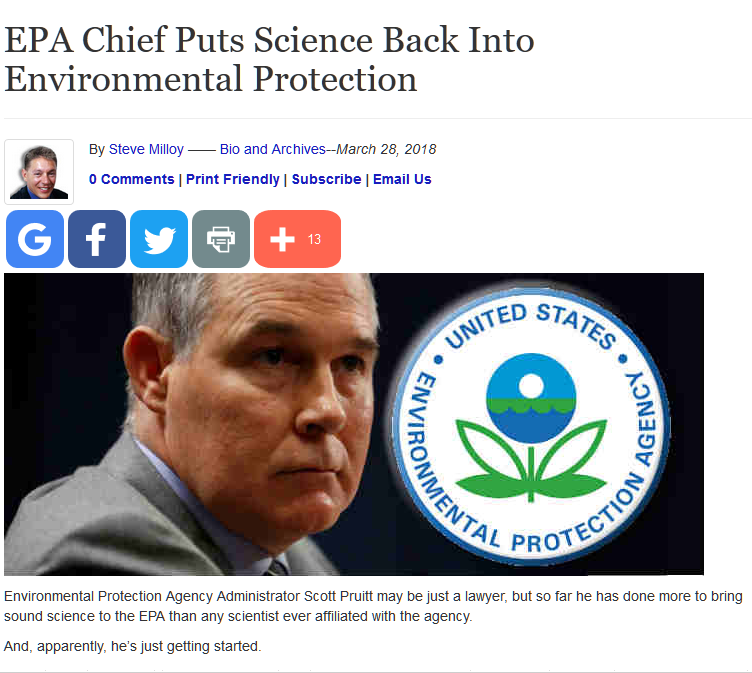 EPA Chief Puts Science Back Into
Environmental Protection
By Steve Milloy —— Bio and Archives--March 28, 2018
0 Comments | Print Friendly | Subscribe | Email Us
13
UNITED STATES
ENVIRONMENTAL PROTECTION AGENCY
Environmental Protection Agency Administrator Scott Pruitt may be just a lawyer, but so far he has done more to bring
sound science to the EPA than any scientist ever affiliated with the agency.
And, apparently, he’s just getting started.